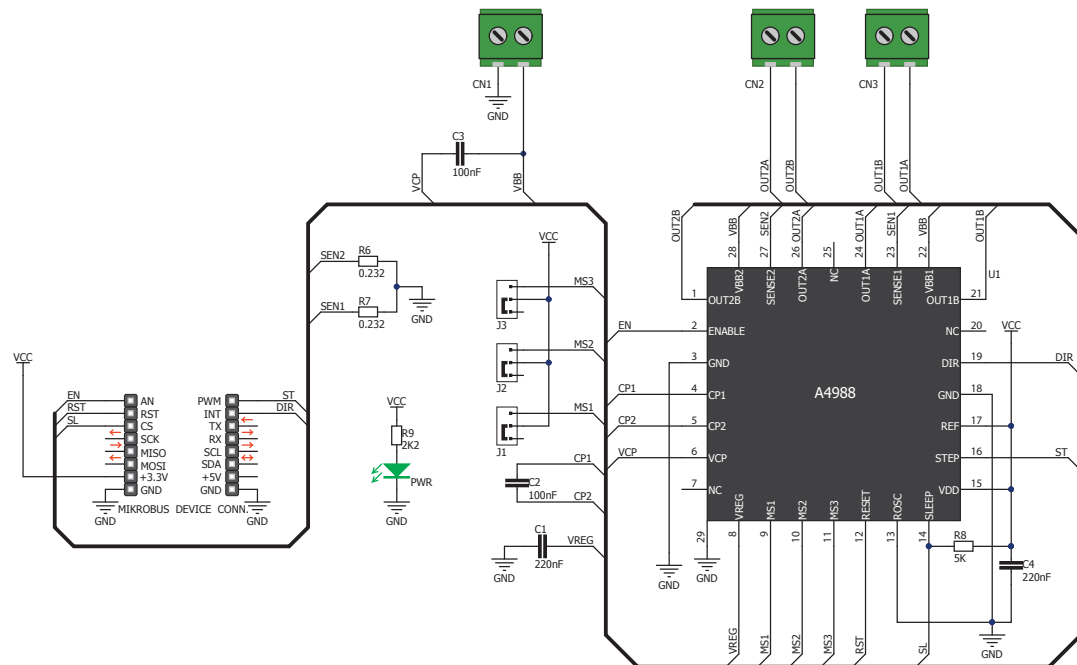 CN1
CN2
CN3
GND
C3
100nF
VCP
VBB
OUT2A
OUT2B
OUT1B
OUT1A
OUT2B
VBB
SEN2
OUT2A
OUT1A
SEN1
VBB
OUT1B
28
27
26
25
24
23
22
U1
VBB2
SENSE2
OUT2A
NC
OUT1A
SENSE1
VBB1
SEN2
R6
0.232
SEN1
R7
0.232
GND
VCC
MS3
J3
MS2
J2
MS1
J1
1
OUT2B
OUT1B
21
EN
2
ENABLE
NC
20
VCC
3
GND
DIR
19
DIR
CP1
4
CP1
A4988
GND
18
CP2
5
CP2
REF
17
VCP
6
VCP
STEP
16
ST
7
NC
VDD
15
VREG
MS1
MS2
MS3
RESET
ROSC
SLEEP
29
8
9
10
11
12
13
14
GND
GND
R8
5K
C4
220nF
GND
VREG
MS1
MS2
MS3
RST
SL
VCC
EN
AN
PWM
ST
RST
RST
INT
DIR
SL
CS
TX
SCK
RX
MISO
SCL
MOSI
SDA
+3.3V
+5V
GND
GND
MIKROBUS DEVICE CONN.
GND
GND
VCC
R9
2K2
PWR
GND
CP1
C2
100nF
CP2
C1
VREG
220nF
GND